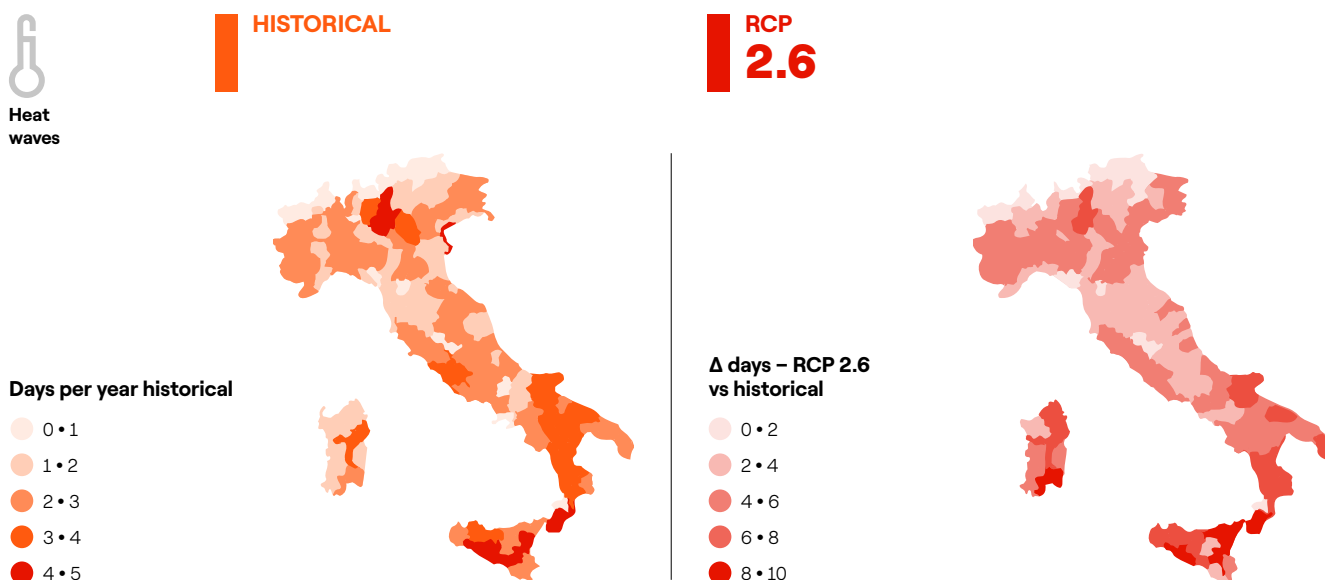 HISTORICAL
RCP
2.6
Heat
waves
Days per year historical
0 • 1
1 • 2
2 • 3
3 • 4
4 • 5
Δ days – RCP 2.6
vs historical
0 • 2
2 • 4
4 • 6
6 • 8
8 • 10